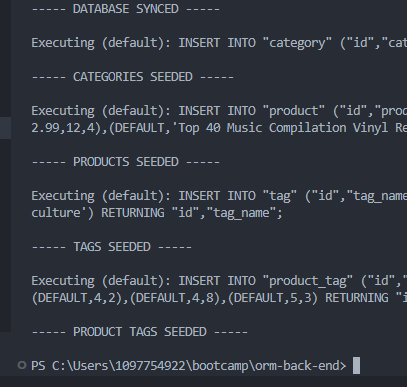 ----- DATABASE SYNCED -----
Executing (default): INSERT INTO "category" ("id","cat
----- CATEGORIES SEEDED -----
Executing (default): INSERT INTO "product" ("id","prod
2.99,12,4),(DEFAULT,'Top 40 Music Compilation Vinyl Re
----- PRODUCTS SEEDED -----
Executing (default): INSERT INTO "tag" ("id","tag_name
culture') RETURNING "id","tag_name";
----- TAGS SEEDED -----
Executing (default): INSERT INTO "product_tag" ("id","
(DEFAULT,4,2),(DEFAULT,4,8),(DEFAULT,5,3) RETURNING "i
----- PRODUCT TAGS SEEDED -----
PS C:\Users\1097754922\bootcamp\orm-back-end>